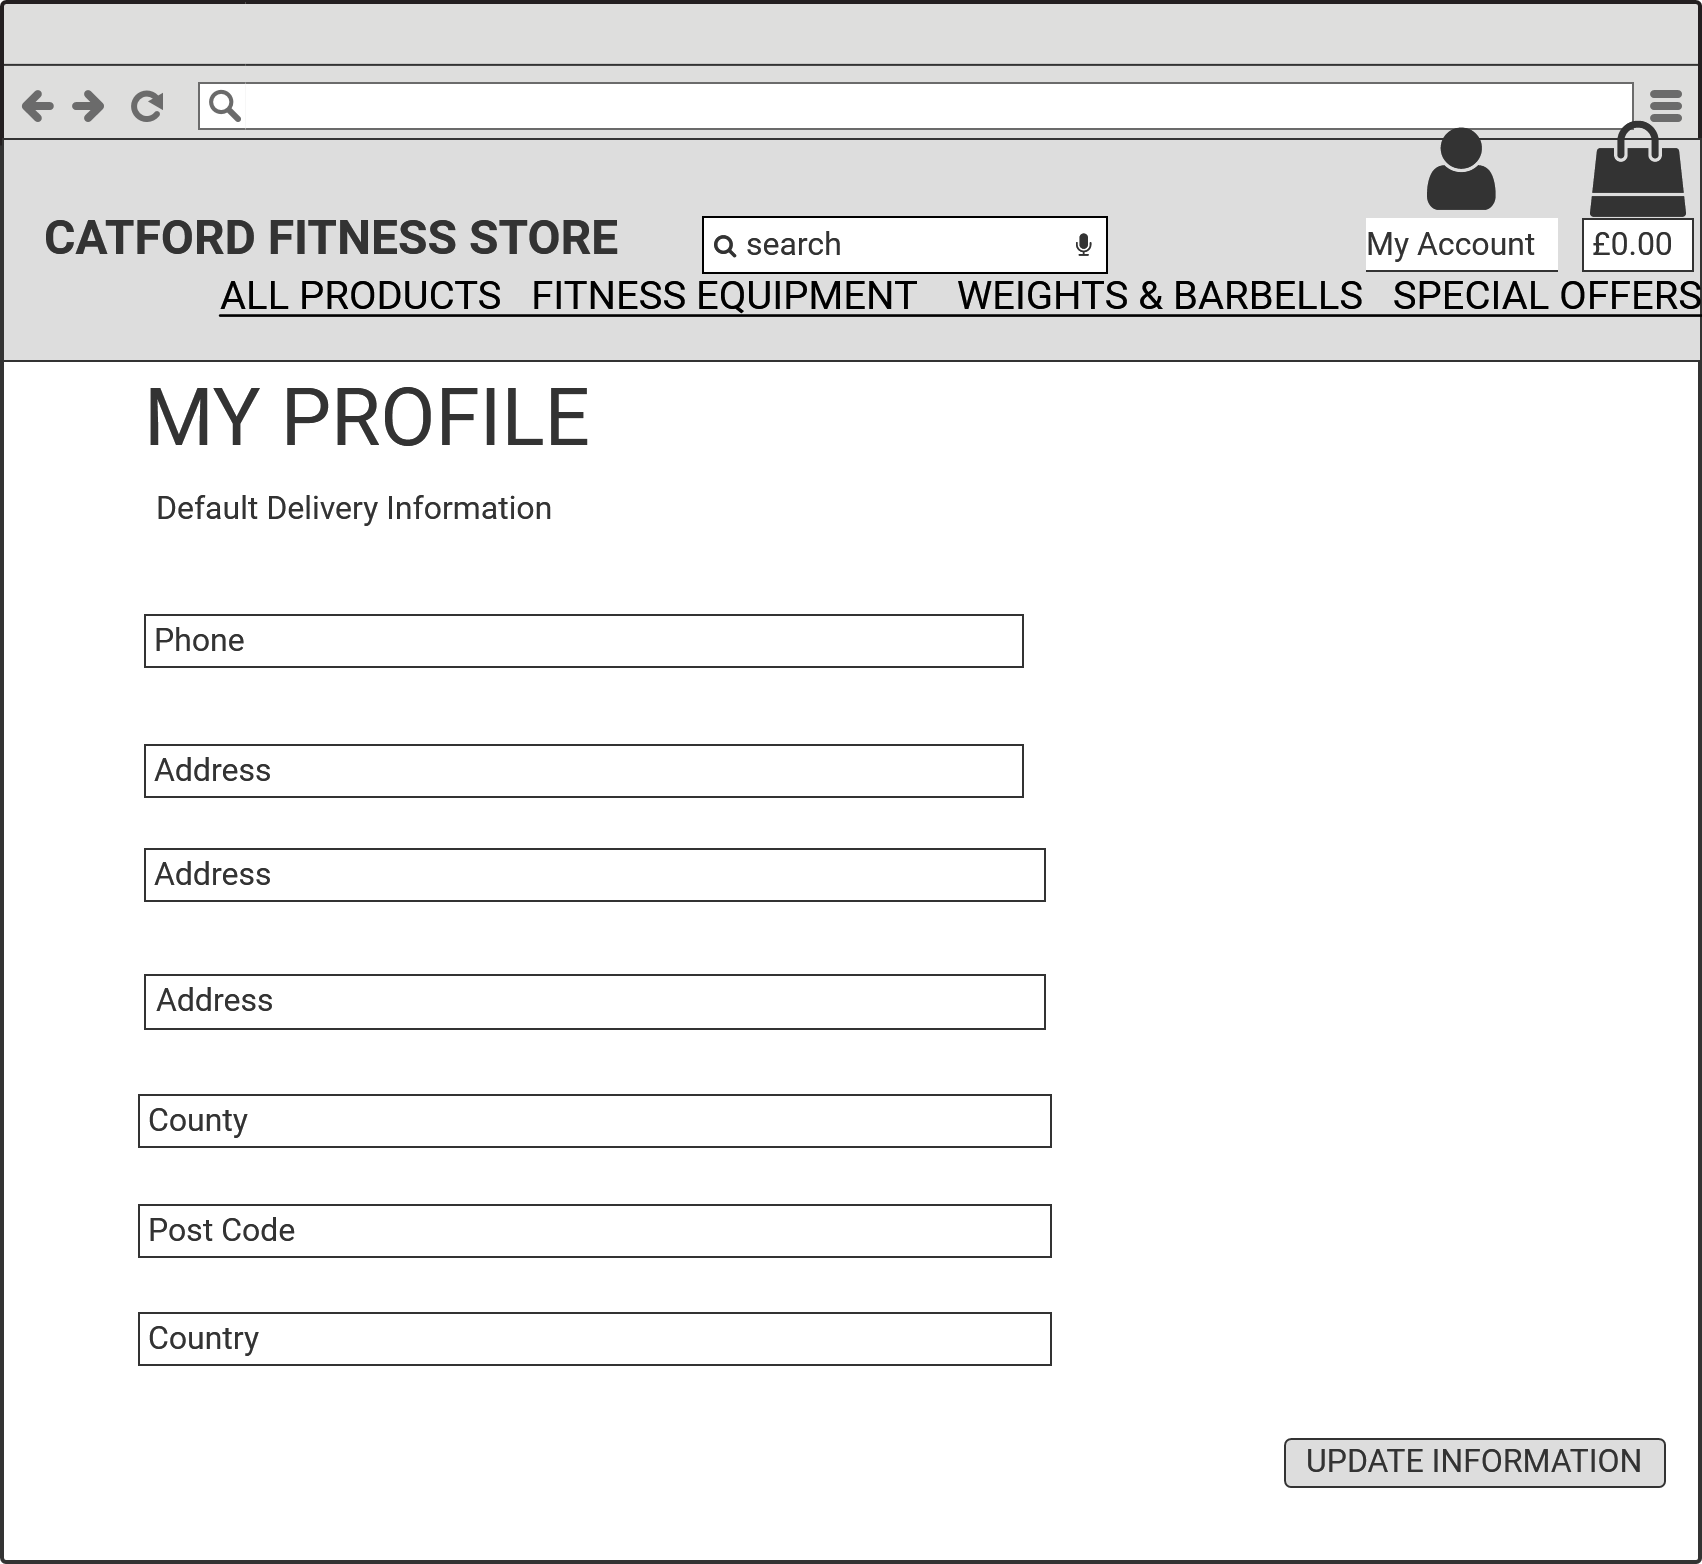 CATFORD FITNESS STORE
search
My Account
£0.00
ALL PRODUCTS FITNESS EQUIPMENT WEIGHTS & BARBELLS SPECIAL OFFERS
MY PROFILE
Default Delivery Information
Phone
Address
Address
Address
County
Post Code
Country
UPDATE INFORMATION